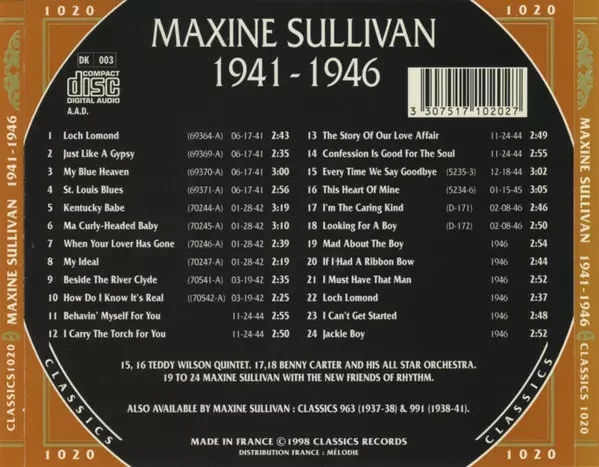 1020
1020
MAXINE SULLIVAN
1941 - 1946
DK 003
COMPACT
disc
DIGITAL AUDIO
A.A.D.
3 307517 102027
1 Loch Lomond (69364-A) 06-17-41 2:43
2 Just Like A Gypsy (69369-A) 06-17-41 2:35
3 My Blue Heaven (69370-A) 06-17-41 3:00
4 St. Louis Blues (69371-A) 06-17-41 2:56
5 Kentucky Babe (70244-A) 01-28-42 3:19
6 Ma Curly-Headed Baby (70245-A) 01-28-42 3:10
7 When Your Lover Has Gone (70246-A) 01-28-42 2:39
8 My Ideal (70247-A) 01-28-42 2:54
9 Beside The River Clyde (70541-A) 03-19-42 2:35
10 How Do I Know It's Real ((70542-A) 03-19-42 2:25
11 Behavin' Myself For You 11-24-44 2:55
12 I Carry The Torch For You 11-24-44 2:50
13 The Story Of Our Love Affair 11-24-44 2:49
14 Confession Is Good For The Soul 11-24-44 2:55
15 Every Time We Say Goodbye (5235-3) 12-18-44 3:02
16 This Heart Of Mine (5234-6) 01-15-45 3:05
17 I'm The Caring Kind (D-171) 02-08-46 2:46
18 Looking For A Boy (D-172) 02-08-46 2:50
19 Mad About The Boy 1946 2:54
20 If I Had A Ribbon Bow 1946 2:44
21 I Must Have That Man 1946 2:52
22 Loch Lomond 1946 2:37
23 I Can't Get Started 1946 2:48
24 Jackie Boy 1946 2:52
15, 16 TEDDY WILSON QUINTET. 17,18 BENNY CARTER AND HIS ALL STAR ORCHESTRA.
19 TO 24 MAXINE SULLIVAN WITH THE NEW FRIENDS OF RHYTHM.
ALSO AVAILABLE BY MAXINE SULLIVAN : CLASSICS 963 (1937-38) & 991 (1938-41).
MADE IN FRANCE © 1998 CLASSICS RECORDS
DISTRIBUTION FRANCE : MÉLODIE
CLASSICS
CLASSICS
1020
1020
CLASSICS 1020 MAXINE SULLIVAN 1941-1946
MAXINE SULLIVAN 1941-1946 CLASSICS 1020